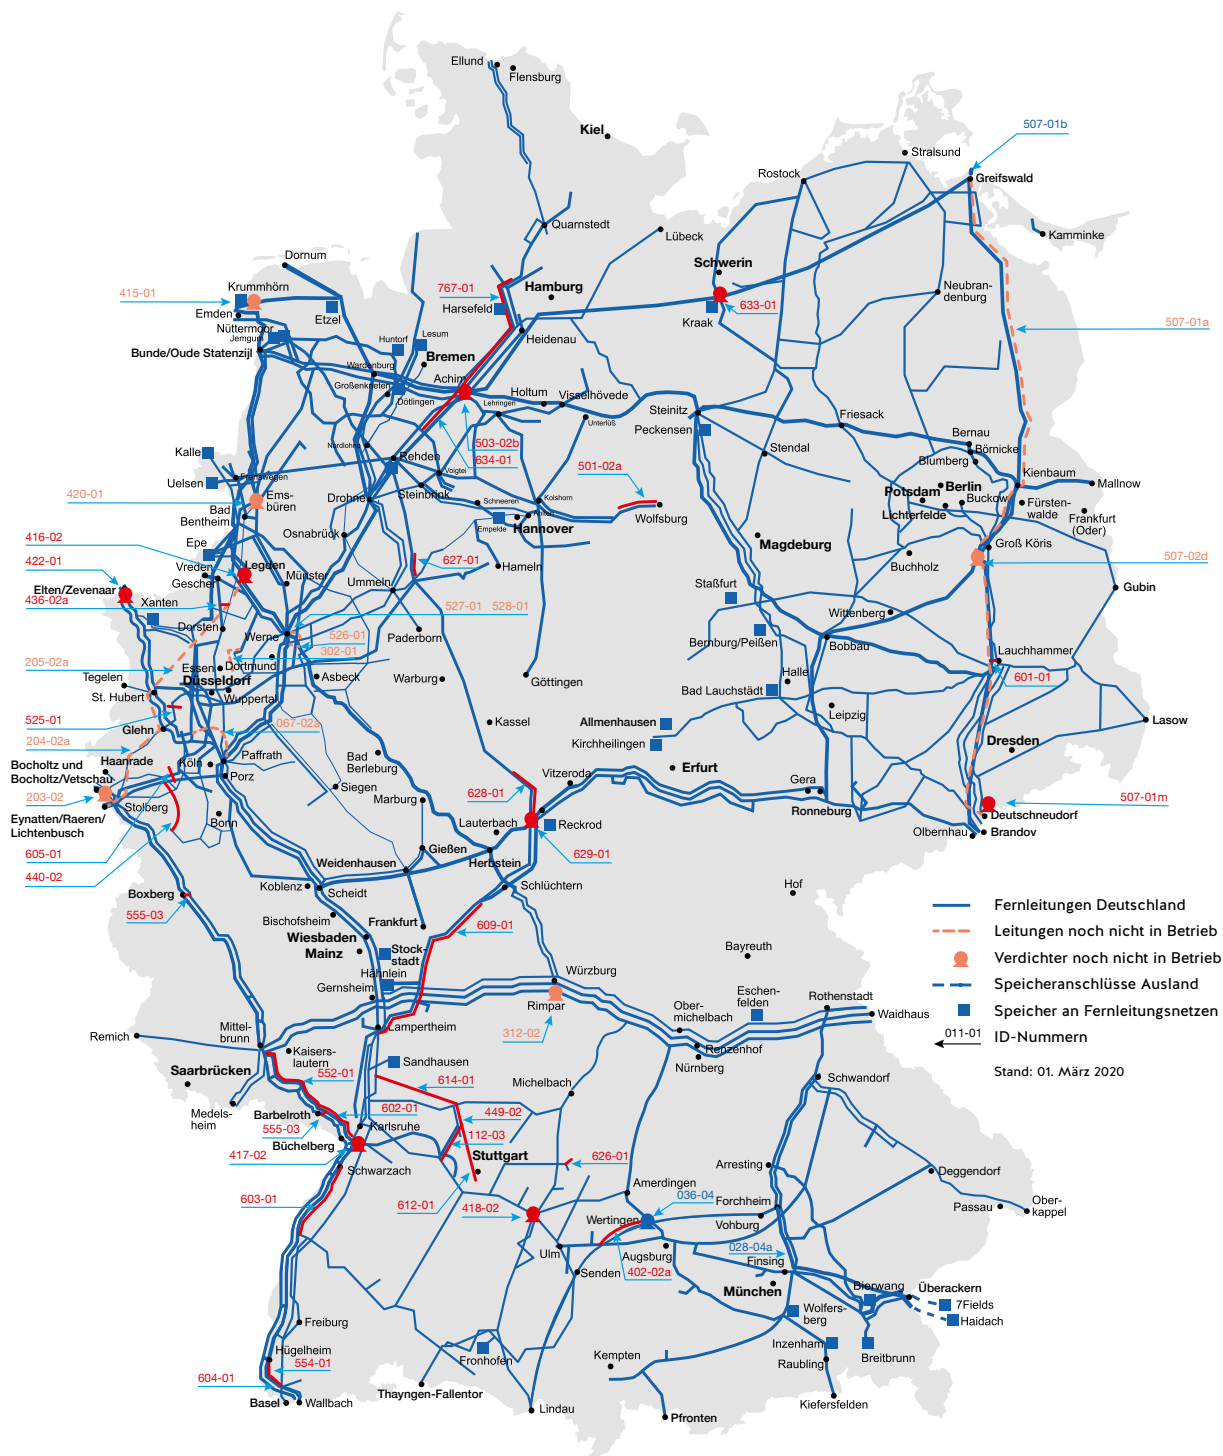 Ellund
Flensburg
Kiel
507-01b
Stralsund
Rostock
Greifswald
Quarnstedt
Lübeck
Kamminke
Dornum
Schwerin
Krummhörn
415-01
767-01
Hamburg
Neubran-
denburg
Emden
Harsefeld
633-01
Etzel
Kraak
Nüttermoor
Jemgum
Huntorf
Lesum
Heidenau
507-01a
Bunde/Oude Statenzijl
Bremen
Wardenburg
Achim
Großenkneten
Dötlingen
Holtum
Visselhövede
Lehringen
Steinitz
Friesack
Unterlüß
Peckensen
Bernau
Nordlohne
503-02b
Stendal
Börnicke
Kalle
Rehden
634-01
Blumberg
501-02a
Frenswegen
Voigtei
Kienbaum
Uelsen
Steinbrink
Mallnow
420-01
Ems-
büren
Drohne
Schneeren
Kolshorn
Potsdam
Berlin
Buckow
Lichterfelde
Fürsten-
walde
Bad
Bentheim
Ahlten
Wolfsburg
Frankfurt
(Oder)
Empelde
Hannover
416-02
Osnabrück
Epe
Magdeburg
Groß Köris
422-01
Legden
Vreden
627-01
Hameln
Buchholz
507-02d
Gescher
Münster
Ummeln
Elten/Zevenaar
Staßfurt
Gubin
436-02a
Xanten
527-01
528-01
Wittenberg
Dorsten
Werne
526-01
Paderborn
Bernburg/Peißen
Bobbau
302-01
205-02a
Essen
Dortmund
Lauchhammer
Tegelen
Düsseldorf
Asbeck
Warburg
Göttingen
Halle
601-01
St. Hubert
Wuppertal
Bad Lauchstädt
525-01
067-02a
Kassel
Allmenhausen
Leipzig
Lasow
Glehn
204-02a
Kirchheilingen
Dresden
Haanrade
Köln
Paffrath
Bad
Berleburg
Bocholtz und
Bocholtz/Vetschau
Porz
Erfurt
Vitzeroda
Gera
Siegen
628-01
203-02
Marburg
507-01m
Stolberg
Ronneburg
Eynatten/Raeren/
Lichtenbusch
Bonn
Lauterbach
Reckrod
Deutschneudorf
Olbernhau
Brandov
605-01
Gießen
629-01
Weidenhausen
Herbstein
440-02
Koblenz
Scheidt
Schlüchtern
Hof
Boxberg
555-03
Bischofsheim
Frankfurt
Fernleitungen Deutschland
Leitungen noch nicht in Betrieb
609-01
Wiesbaden
Mainz
Stock-
stadt
Bayreuth
Verdichter noch nicht in Betrieb
Hähnlein
Würzburg
Speicheranschlüsse Ausland
Gernsheim
Eschen-
felden
Rimpar
Rothenstadt
Speicher an Fernleitungsnetzen
Ober-
michelbach
Waidhaus
Lampertheim
Mittel-
brunn
312-02
011-01
ID-Nummern
Remich
Renzenhof
Kaisers-
lautern
Nürnberg
Sandhausen
Saarbrücken
552-01
614-01
Michelbach
Schwandorf
Stand: 01. März 2020
Medels-
heim
Barbelroth
602-01
449-02
555-03
Karlsruhe
112-03
Büchelberg
626-01
417-02
Stuttgart
Schwarzach
Arresting
Deggendorf
Amerdingen
603-01
612-01
418-02
036-04
Forchheim
Passau
Ober-
kappel
Wertingen
Vohburg
028-04a
Ulm
Augsburg
Finsing
402-02a
Senden
München
Bierwang
Überackern
7Fields
Wolfers-
berg
Haidach
Freiburg
Inzenham
Hügelheim
Fronhofen
Raubling
Breitbrunn
554-01
Kempten
604-01
Thayngen-Fallentor
Basel
Wallbach
Lindau
Kiefersfelden
Pfronten